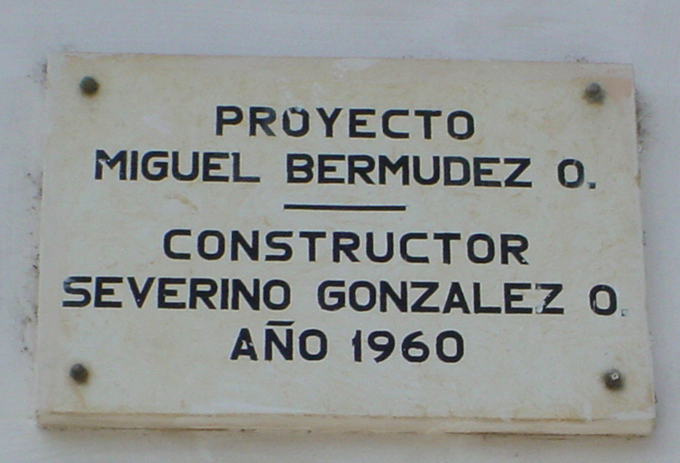 PROYECTO
MIGUEL BERMUDEZ O.
CONSTRUCTOR
SEVERINO GONZALEZ O.
AÑO 1960